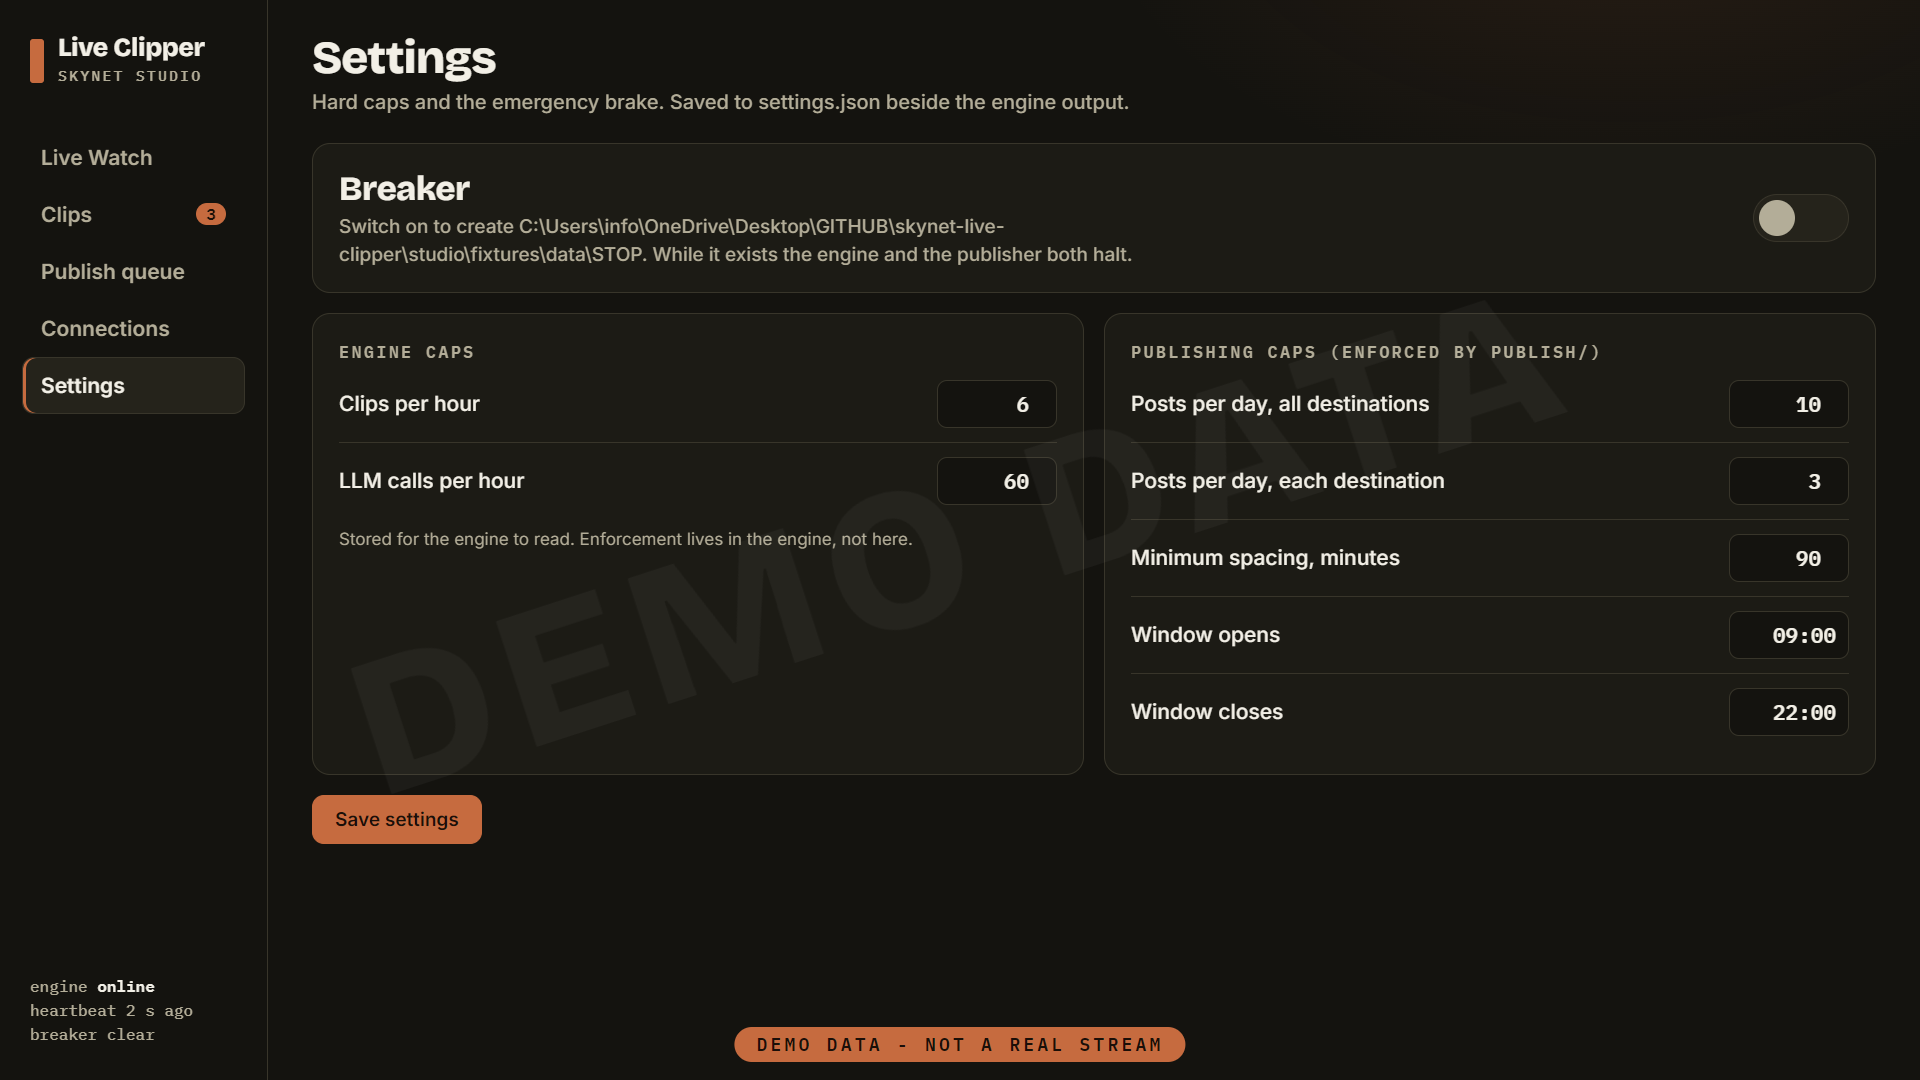 Live Clipper
SKYNET STUDIO
Live Watch
Clips 3
Publish queue
Connections
Settings
engine online
heartbeat 2 s ago
breaker clear
Settings
Hard caps and the emergency brake. Saved to settings.json beside the engine output.
Breaker
Switch on to create C:\Users\info\OneDrive\Desktop\GITHUB\skynet-live-
clipper\studio\fixtures\data\STOP. While it exists the engine and the publisher both halt.
ENGINE CAPS
Clips per hour 6
LLM calls per hour 60
Stored for the engine to read. Enforcement lives in the engine, not here.
PUBLISHING CAPS (ENFORCED BY PUBLISH/)
Posts per day, all destinations 10
Posts per day, each destination 3
Minimum spacing, minutes 90
Window opens 09:00
Window closes 22:00
DEMO DATA
Save settings
DEMO DATA - NOT A REAL STREAM